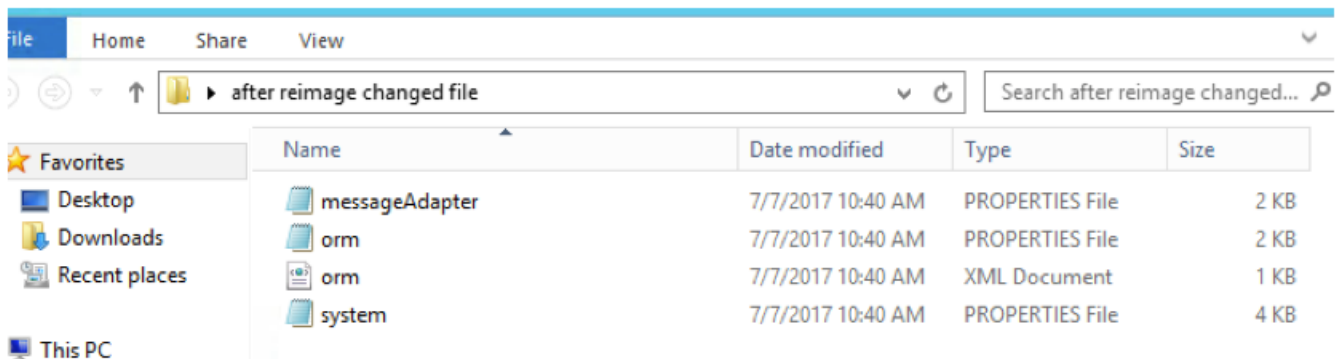 File Home Share View
after reimage changed file Search after reimage changed...
Favorites Name Date modified Type Size
Desktop messageAdapter 7/7/2017 10:40 AM PROPERTIES File 2 KB
Downloads orm 7/7/2017 10:40 AM PROPERTIES File 2 KB
Recent places orm 7/7/2017 10:40 AM XML Document 1 KB
system 7/7/2017 10:40 AM PROPERTIES File 4 KB
This PC